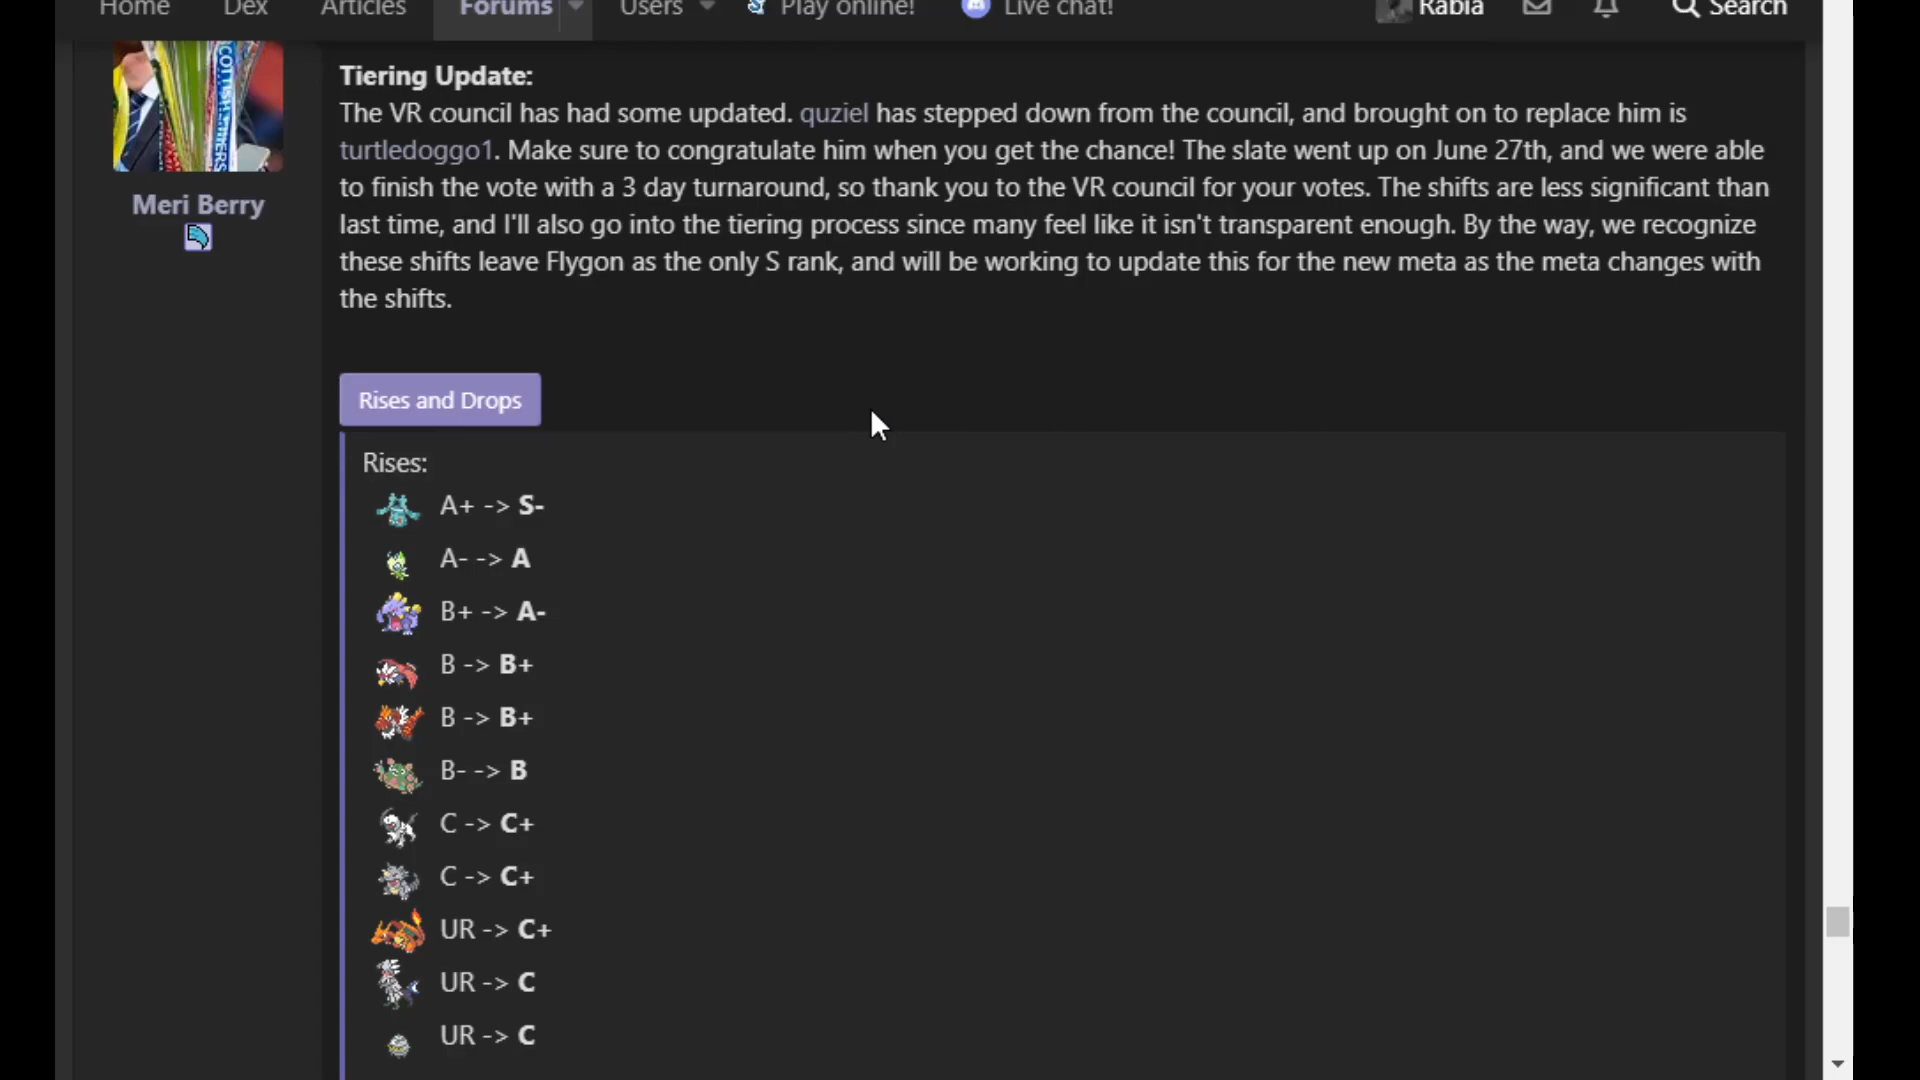 Home Dex Articles Forums Users Play online! Live chat! Rabia Search
COTTISH
Meri Berry
Tiering Update:
The VR council has had some updated. quziel has stepped down from the council, and brought on to replace him is
turtledoggo1. Make sure to congratulate him when you get the chance! The slate went up on June 27th, and we were able
to finish the vote with a 3 day turnaround, so thank you to the VR council for your votes. The shifts are less significant than
last time, and I'll also go into the tiering process since many feel like it isn't transparent enough. By the way, we recognize
these shifts leave Flygon as the only S rank, and will be working to update this for the new meta as the meta changes with
the shifts.
Rises and Drops
Rises:
A+ -> S-
A- -> A
B+ -> A-
B -> B+
B -> B+
B- -> B
C -> C+
C -> C+
UR -> C+
UR -> C
UR -> C